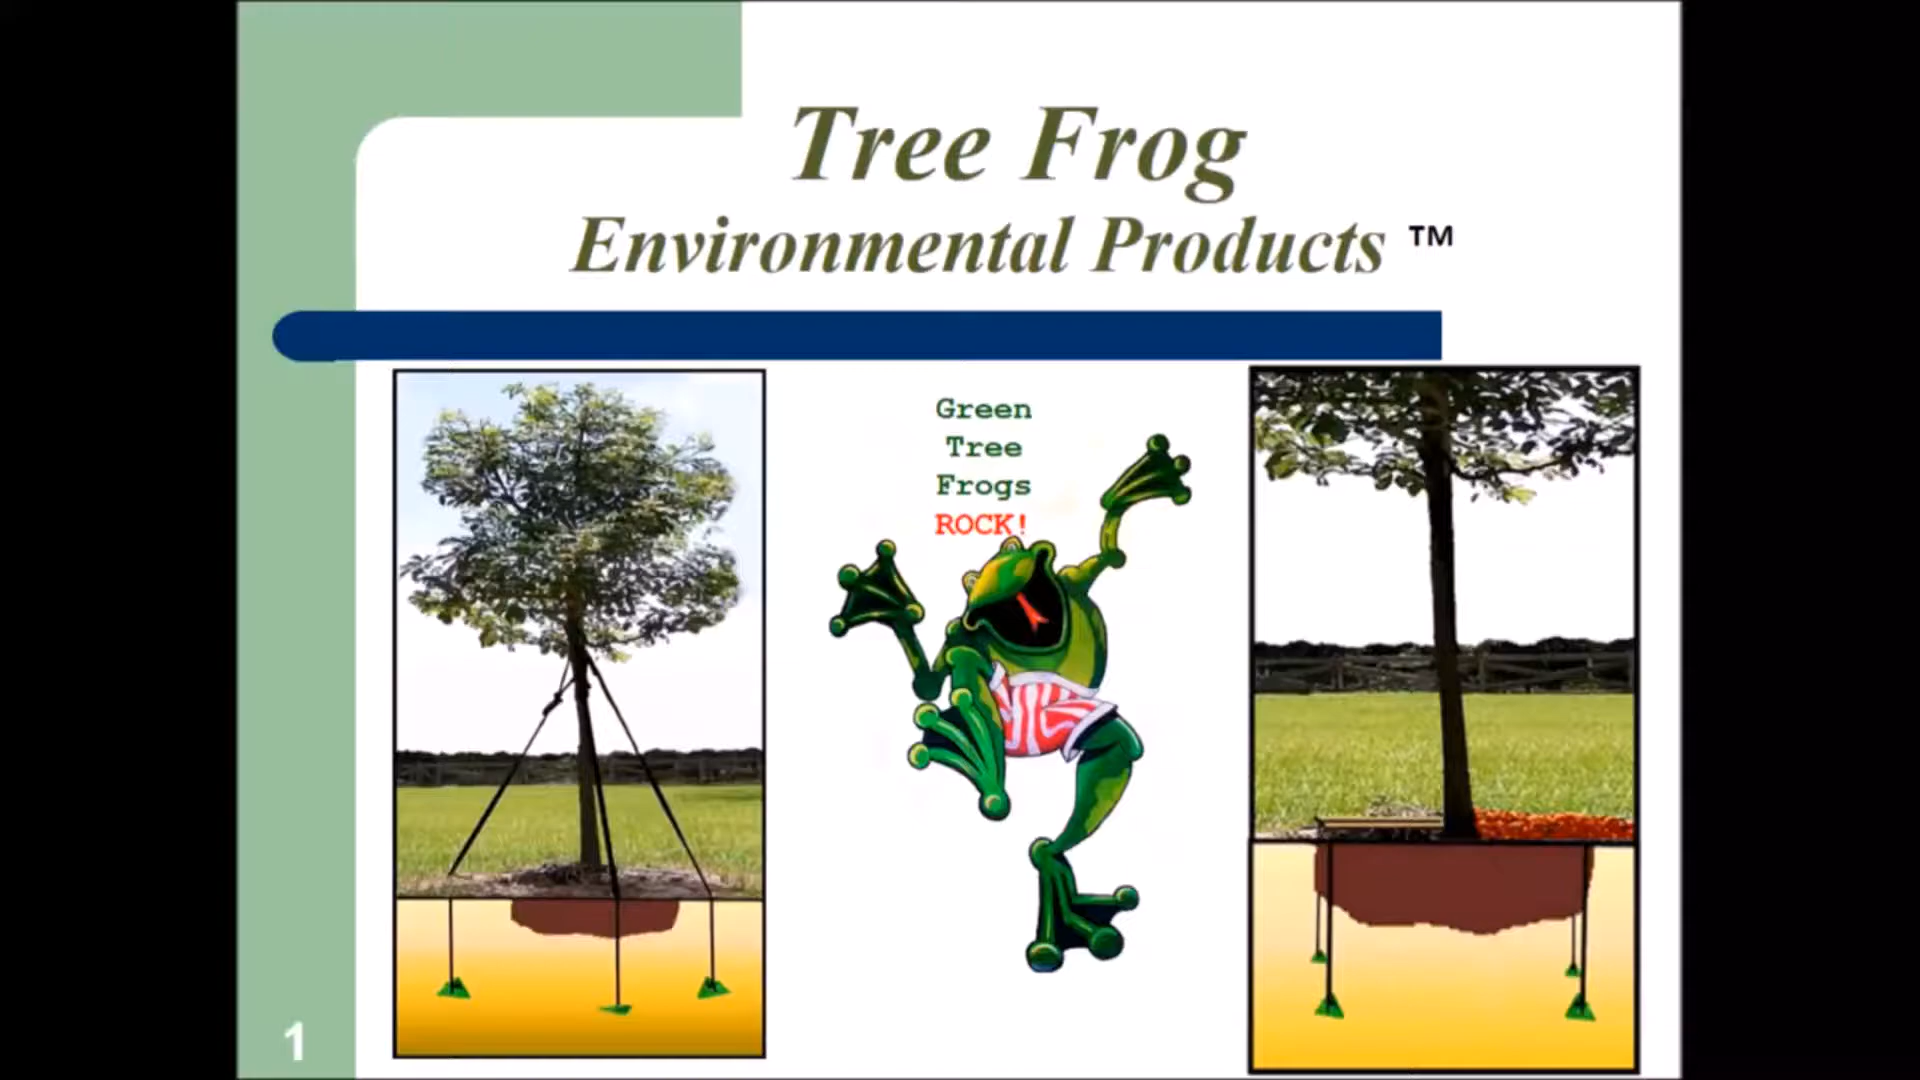 Tree Frog
Environmental Products ™
Green
Tree
Frogs
ROCK!
1